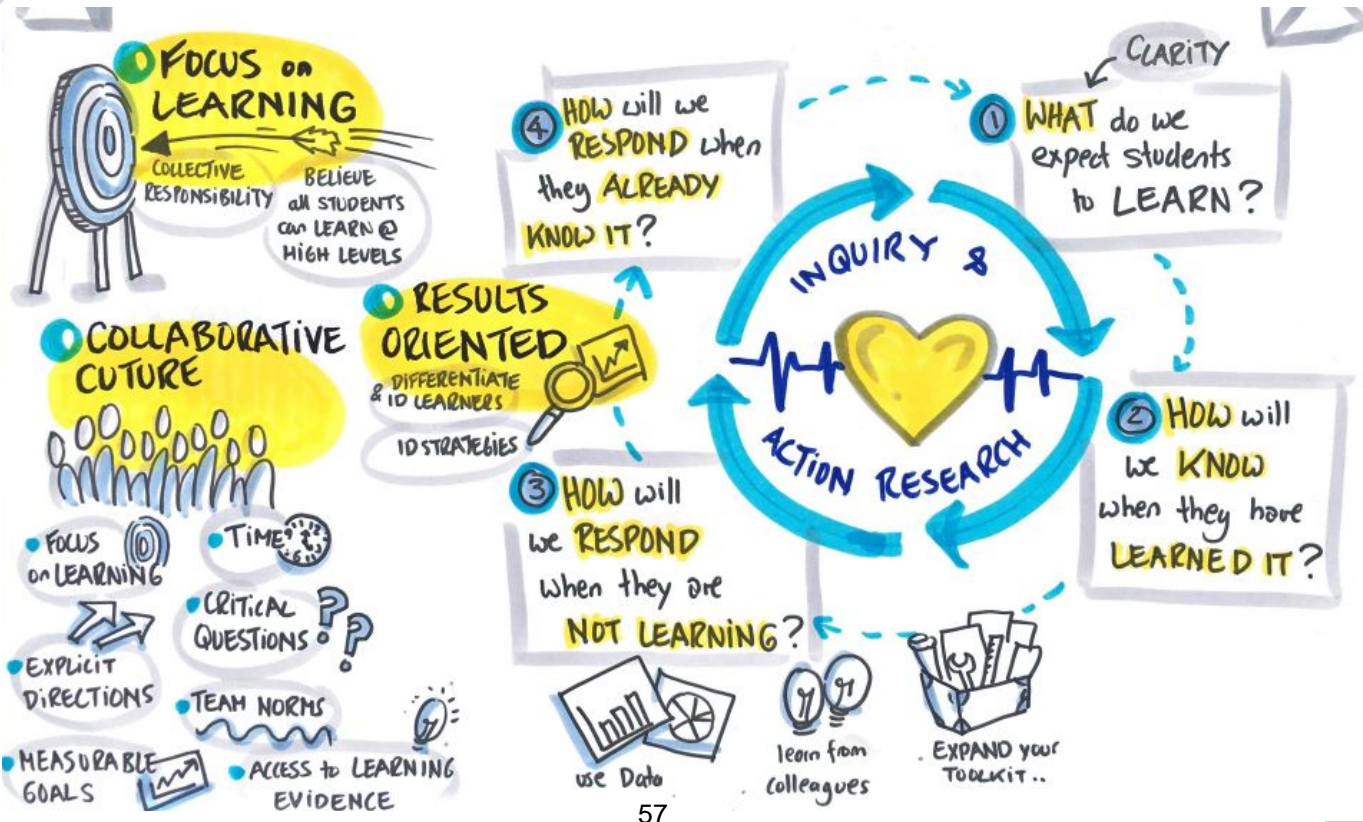 FOCUS on
LEARNING
COLLECTIVE
RESPONSIBILITY
BELIEVE
all STUDENTS
can LEARN @
HIGH LEVELS
COLLABORATIVE
CUTURE
FOCUS
on LEARNING
TIME
CRITICAL
QUESTIONS
EXPLICIT
DIRECTIONS
TEAM NORMS
MEASURABLE
GOALS
ACCESS to LEARNING
EVIDENCE
RESULTS
ORIENTED
DIFFERENTIATE
& ID LEARNERS
ID STRATEGIES
CLARITY
1 WHAT do we
expect students
to LEARN?
2 HOW will
we KNOW
when they have
LEARNED IT?
3 HOW will
we RESPOND
when they are
NOT LEARNING?
use Data
learn from
colleagues
EXPAND your
TOOLKIT..
4 HOW will we
RESPOND when
they ALREADY
KNOW IT?
INQUIRY &
ACTION RESEARCH
57